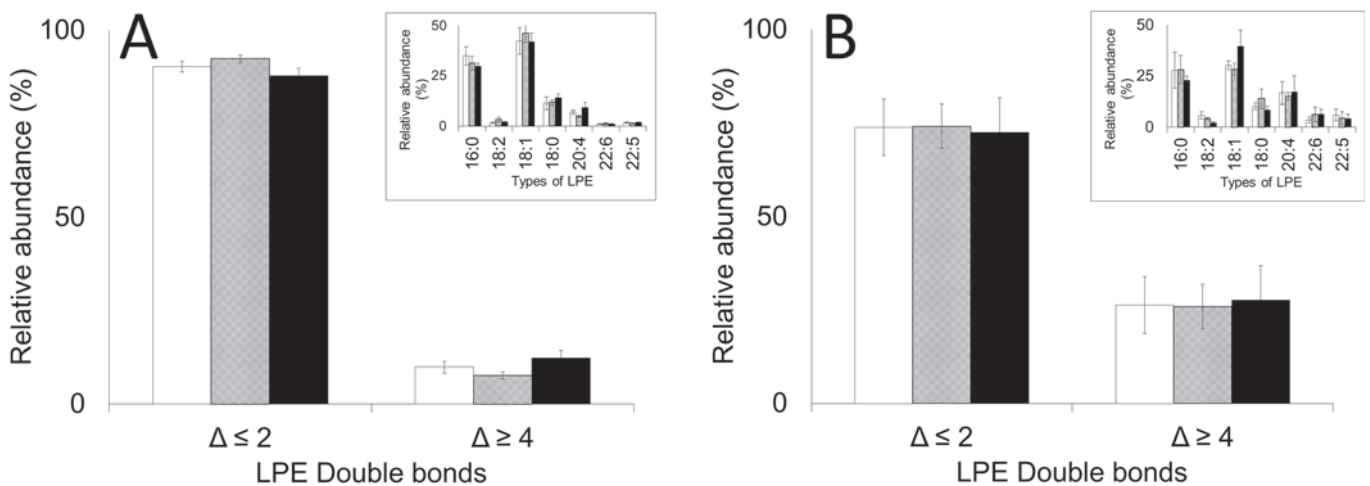 A
Relative abundance (%)
100
50
0
Δ ≤ 2
Δ ≥ 4
LPE Double bonds
Relative abundance
(%)
50
25
0
16:0
18:2
18:1
18:0
20:4
22:6
22:5
Types of LPE
B
Relative abundance (%)
100
50
0
Δ ≤ 2
Δ ≥ 4
LPE Double bonds
Relative abundance
(%)
50
25
0
16:0
18:2
18:1
18:0
20:4
22:6
22:5
Types of LPE